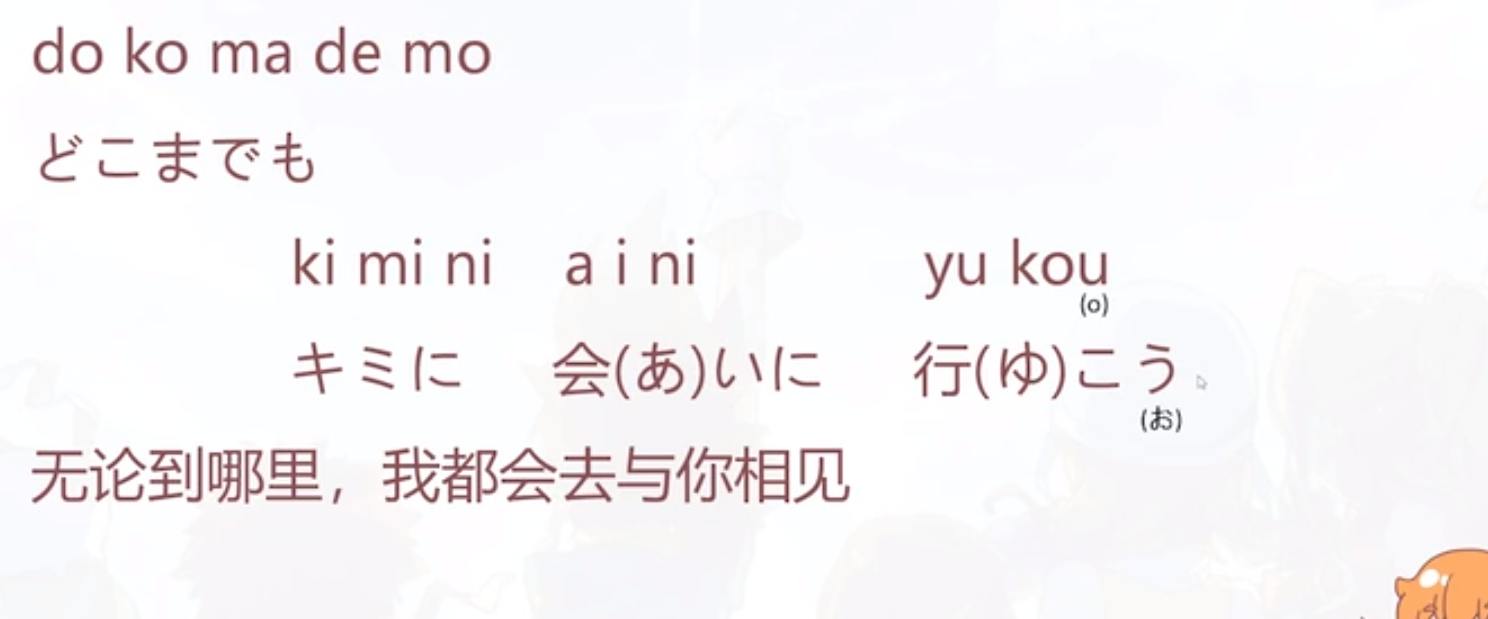 do ko ma de mo
どこまでも
ki mi ni a i ni yu kou
(o)
キミに 会(あ)いに 行(ゆ)こう
(お)
无论到哪里，我都会去与你相见